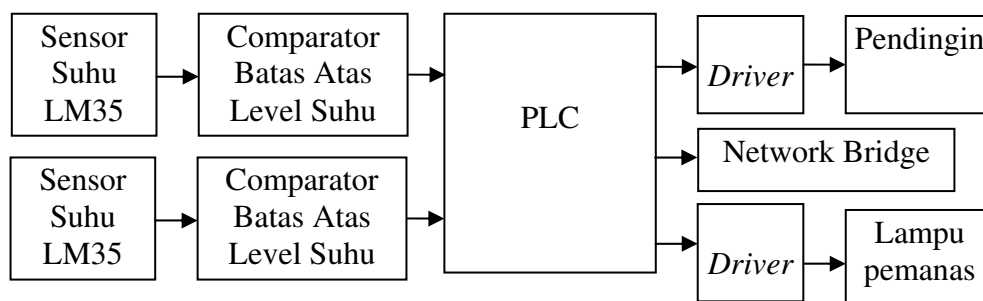 Sensor
Suhu
LM35
Comparator
Batas Atas
Level Suhu
PLC
Driver
Pendingin
Network Bridge
Sensor
Suhu
LM35
Comparator
Batas Atas
Level Suhu
Driver
Lampu
pemanas